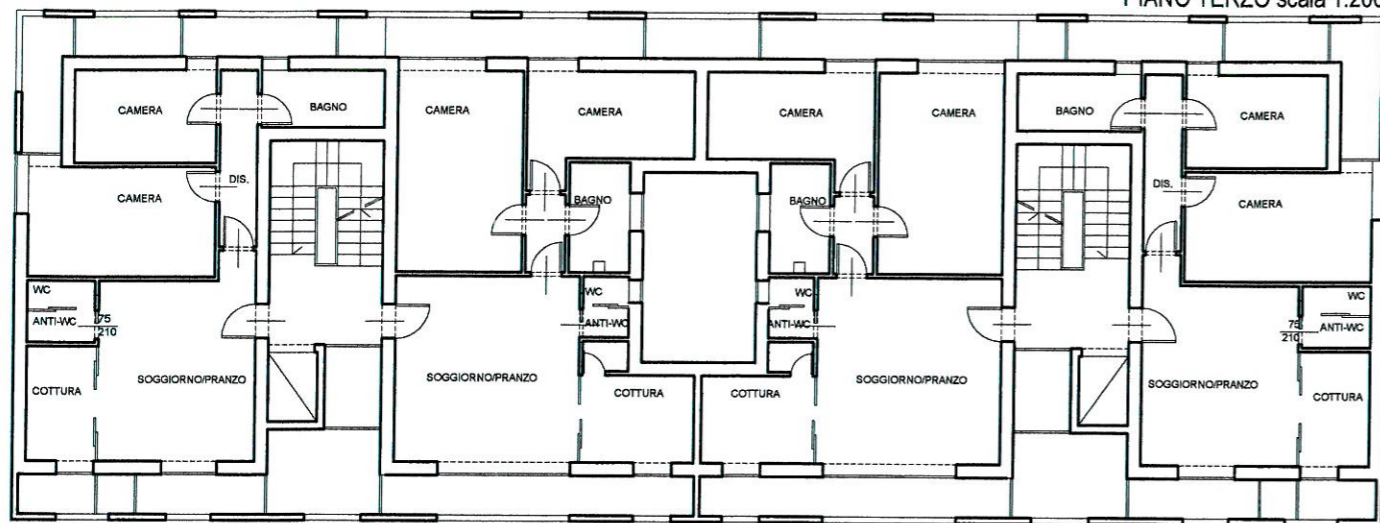 PIANO TERZO scala 1:200
CAMERA
BAGNO
CAMERA
CAMERA
CAMERA
CAMERA
BAGNO
CAMERA
DIS.
CAMERA
BAGNO
BAGNO
DIS.
CAMERA
WC
ANTI-WC
75
210
WC
ANTI-WC
WC
ANTI-WC
WC
75
210
ANTI-WC
COTTURA
SOGGIORNO/PRANZO
SOGGIORNO/PRANZO
COTTURA
COTTURA
SOGGIORNO/PRANZO
SOGGIORNO/PRANZO
COTTURA